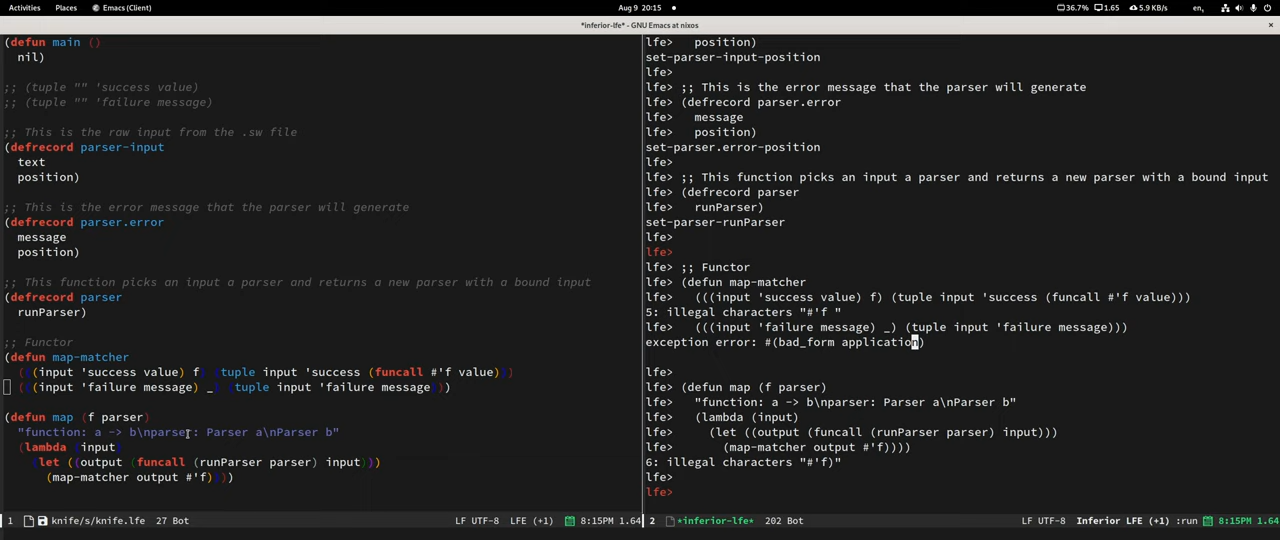 Activities Places Emacs (Client) Aug 9 20:15 36.7% 1.65 5.9 KB/s en,
*inferior-lfe* - GNU Emacs at nixos
(defun main ()
  nil)
;; (tuple "" 'success value)
;; (tuple "" 'failure message)
;; This is the raw input from the .sw file
(defrecord parser-input
  text
  position)
;; This is the error message that the parser will generate
(defrecord parser.error
  message
  position)
;; This function picks an input a parser and returns a new parser with a bound input
(defrecord parser
  runParser)
;; Functor
(defun map-matcher
  (((input 'success value) f) (tuple input 'success (funcall #'f value)))
  (((input 'failure message) _) (tuple input 'failure message)))
(defun map (f parser)
  "function: a -> b\nparser: Parser a\nParser b"
  (lambda (input)
    (let ((output (funcall (runParser parser) input)))
      (map-matcher output #'f))))
1 knife/s/knife.lfe 27 Bot LF UTF-8 LFE (+1) 8:15PM 1.64
lfe>   position)
set-parser-input-position
lfe>
lfe> ;; This is the error message that the parser will generate
lfe> (defrecord parser.error
lfe>   message
lfe>   position)
set-parser.error-position
lfe>
lfe> ;; This function picks an input a parser and returns a new parser with a bound input
lfe> (defrecord parser
lfe>   runParser)
set-parser-runParser
lfe>
lfe>
lfe> ;; Functor
lfe> (defun map-matcher
lfe>   (((input 'success value) f) (tuple input 'success (funcall #'f value)))
5: illegal characters "#'f "
lfe>   (((input 'failure message) _) (tuple input 'failure message)))
exception error: #(bad_form application)
lfe>
lfe> (defun map (f parser)
lfe>   "function: a -> b\nparser: Parser a\nParser b"
lfe>   (lambda (input)
lfe>     (let ((output (funcall (runParser parser) input)))
lfe>       (map-matcher output #'f))))
6: illegal characters "#'f)"
lfe>
lfe>
2 *inferior-lfe* 202 Bot LF UTF-8 Inferior LFE (+1) :run 8:15PM 1.64